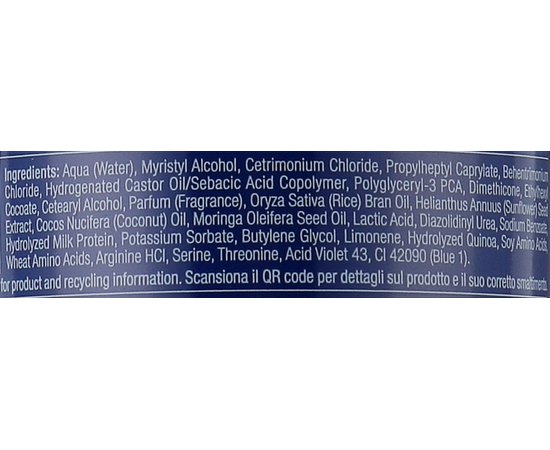 Ingredients: Aqua (Water), Myristyl Alcohol, Cetrimonium Chloride, Propylheptyl Caprylate, Behentrimonium
Chloride, Hydrogenated Castor Oil/Sebacic Acid Copolymer, Polyglyceryl-3 PCA, Dimethicone, Ethylhexyl
Cocoate, Cetearyl Alcohol, Parfum (Fragrance), Oryza Sativa (Rice) Bran Oil, Helianthus Annuus (Sunflower) Seed
Extract, Cocos Nucifera (Coconut) Oil, Moringa Oleifera Seed Oil, Lactic Acid, Diazolidinyl Urea, Sodium Benzoate,
Hydrolyzed Milk Protein, Potassium Sorbate, Butylene Glycol, Limonene, Hydrolyzed Quinoa, Soy Amino Acids,
Wheat Amino Acids, Arginine HCl, Serine, Threonine, Acid Violet 43, CI 42090 (Blue 1).
for product and recycling information. Scansiona il QR code per dettagli sul prodotto e il suo corretto smaltimento.